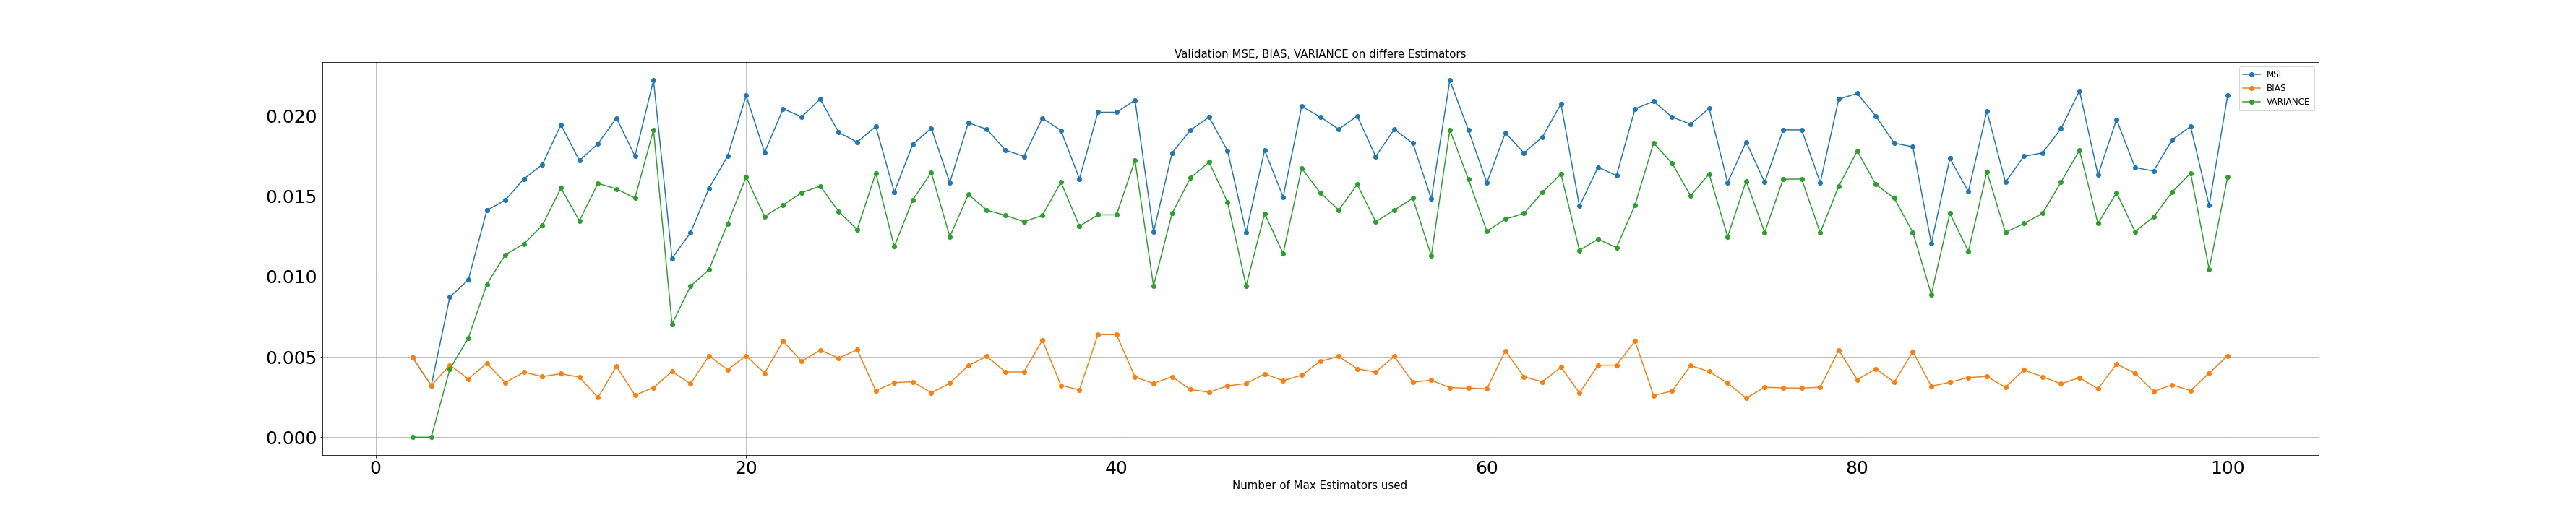 Validation MSE, BIAS, VARIANCE on differe Estimators
MSE
BIAS
VARIANCE
0.020
0.015
0.010
0.005
0.000
0 20 40 60 80 100
Number of Max Estimators used